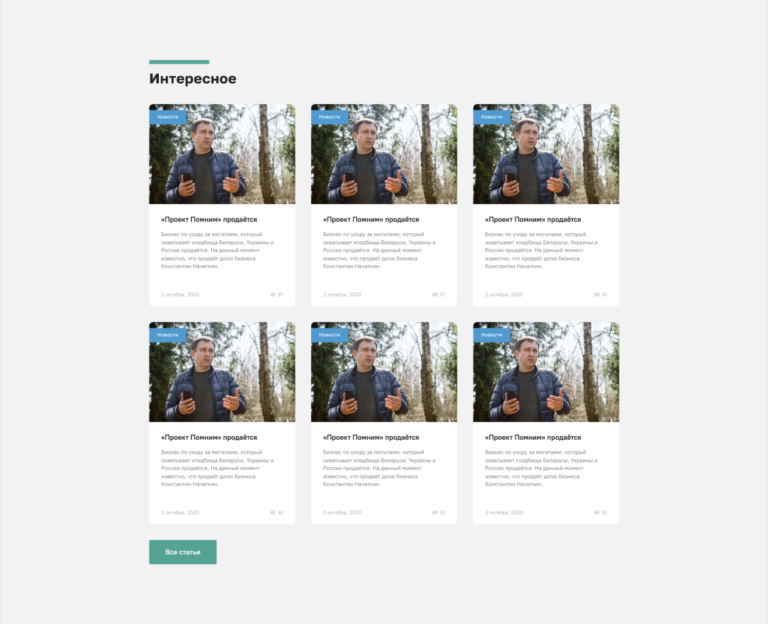 Интересное
Новости
Новости
Новости
«Проект Помним» продаётся
Бизнес по уходу за могилами, который
охватывает кладбища Беларуси, Украины и
России продаётся. На данный момент
известно, что продаёт долю бизнеса
Константин Начаткин.
2 октября, 2020
81
«Проект Помним» продаётся
Бизнес по уходу за могилами, который
охватывает кладбища Беларуси, Украины и
России продаётся. На данный момент
известно, что продаёт долю бизнеса
Константин Начаткин.
2 октября, 2020
81
«Проект Помним» продаётся
Бизнес по уходу за могилами, который
охватывает кладбища Беларуси, Украины и
России продаётся. На данный момент
известно, что продаёт долю бизнеса
Константин Начаткин.
2 октября, 2020
81
Новости
Новости
Новости
«Проект Помним» продаётся
Бизнес по уходу за могилами, который
охватывает кладбища Беларуси, Украины и
России продаётся. На данный момент
известно, что продаёт долю бизнеса
Константин Начаткин.
2 октября, 2020
81
«Проект Помним» продаётся
Бизнес по уходу за могилами, который
охватывает кладбища Беларуси, Украины и
России продаётся. На данный момент
известно, что продаёт долю бизнеса
Константин Начаткин.
2 октября, 2020
81
«Проект Помним» продаётся
Бизнес по уходу за могилами, который
охватывает кладбища Беларуси, Украины и
России продаётся. На данный момент
известно, что продаёт долю бизнеса
Константин Начаткин.
2 октября, 2020
81
Все статьи